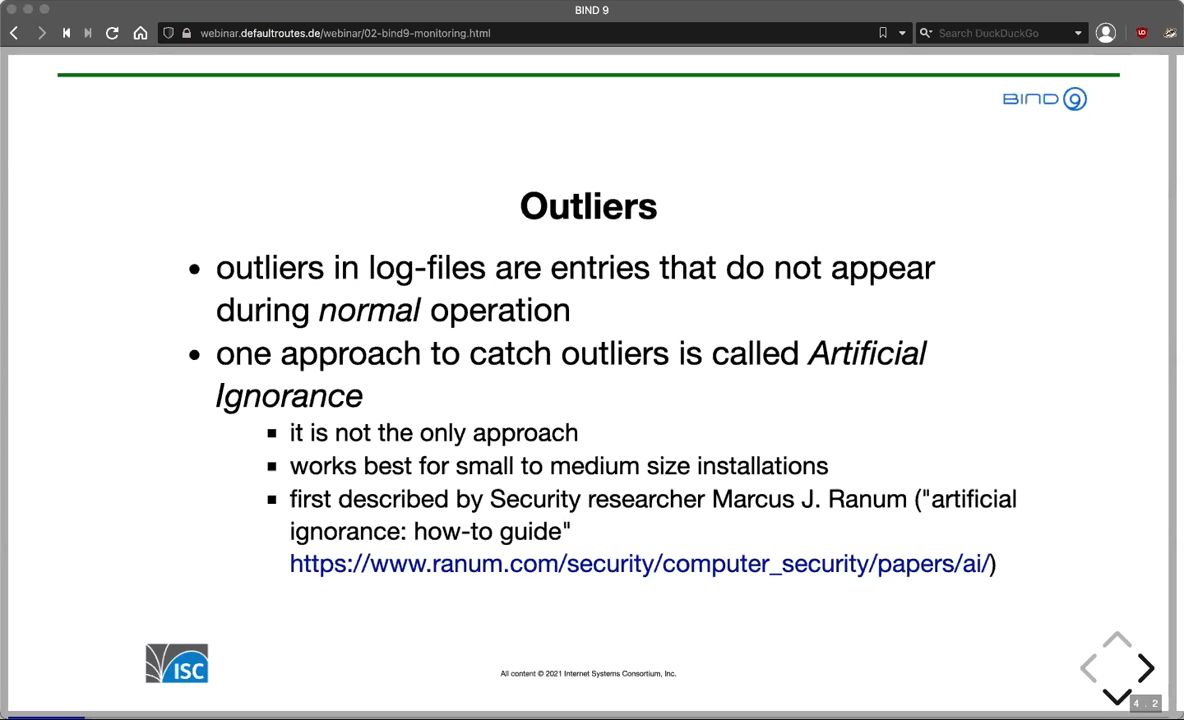 BIND 9
webinar.defaultroutes.de/webinar/02-bind9-monitoring.html
Search DuckDuckGo
BIND 9
Outliers
• outliers in log-files are entries that do not appear
during normal operation
• one approach to catch outliers is called Artificial
Ignorance
▪ it is not the only approach
▪ works best for small to medium size installations
▪ first described by Security researcher Marcus J. Ranum ("artificial
ignorance: how-to guide"
https://www.ranum.com/security/computer_security/papers/ai/)
ISC
All content © 2021 Internet Systems Consortium, Inc.
4 . 2